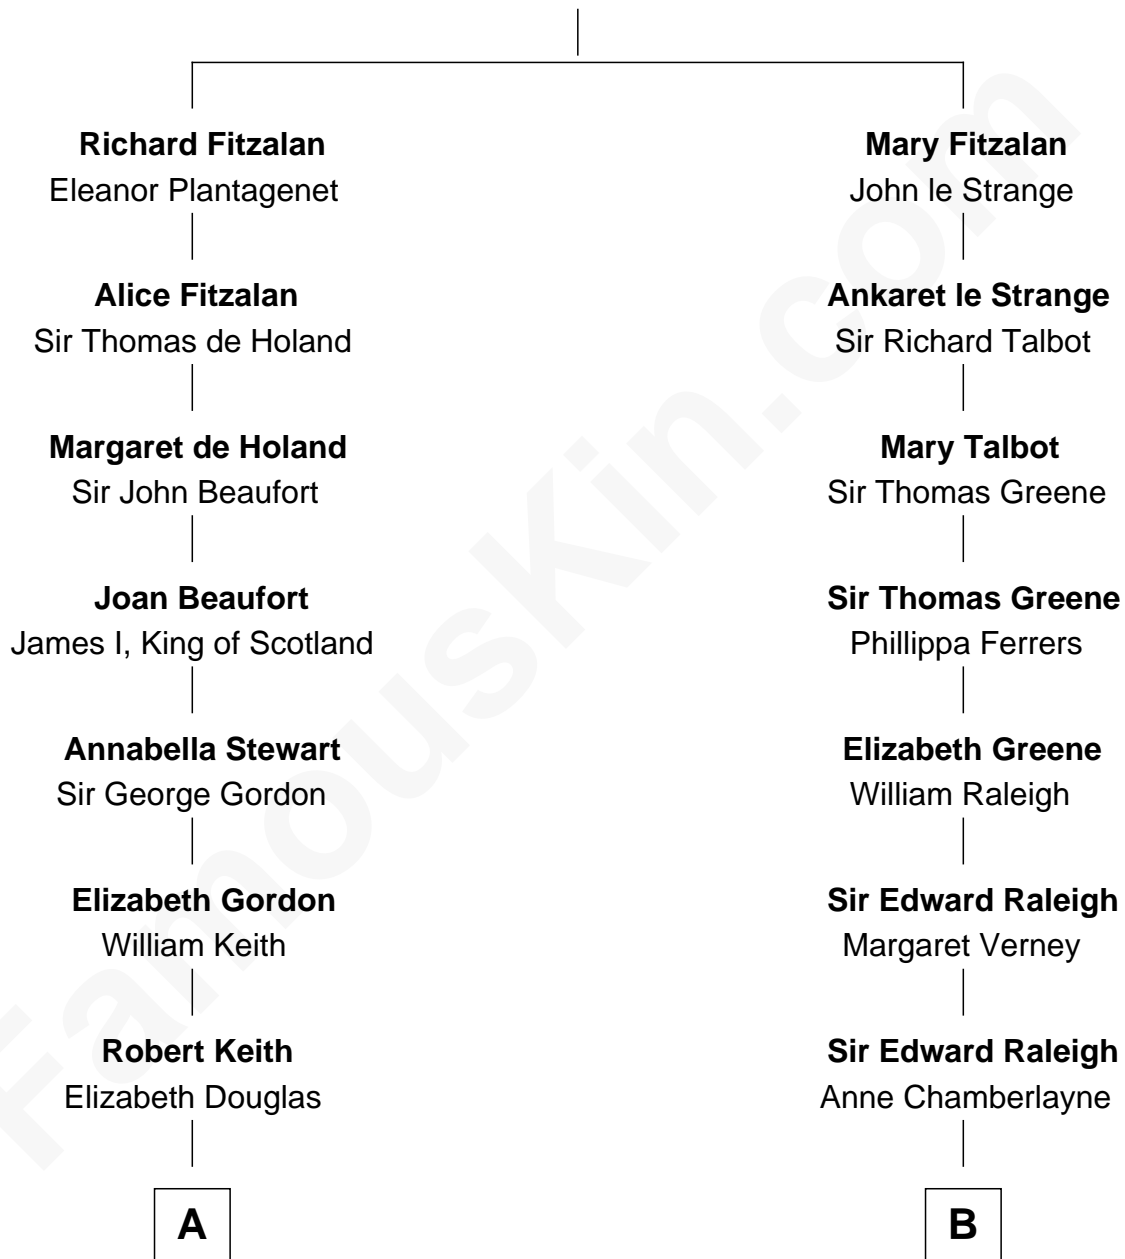 Richard Fitzalan
Eleanor Plantagenet
Alice Fitzalan
Sir Thomas de Holand
Margaret de Holand
Sir John Beaufort
Joan Beaufort
James I, King of Scotland
Annabella Stewart
Sir George Gordon
Elizabeth Gordon
William Keith
Robert Keith
Elizabeth Douglas
A
Mary Fitzalan
John le Strange
Ankaret le Strange
Sir Richard Talbot
Mary Talbot
Sir Thomas Greene
Sir Thomas Greene
Phillippa Ferrers
Elizabeth Greene
William Raleigh
Sir Edward Raleigh
Margaret Verney
Sir Edward Raleigh
Anne Chamberlayne
B
FamousKin.com